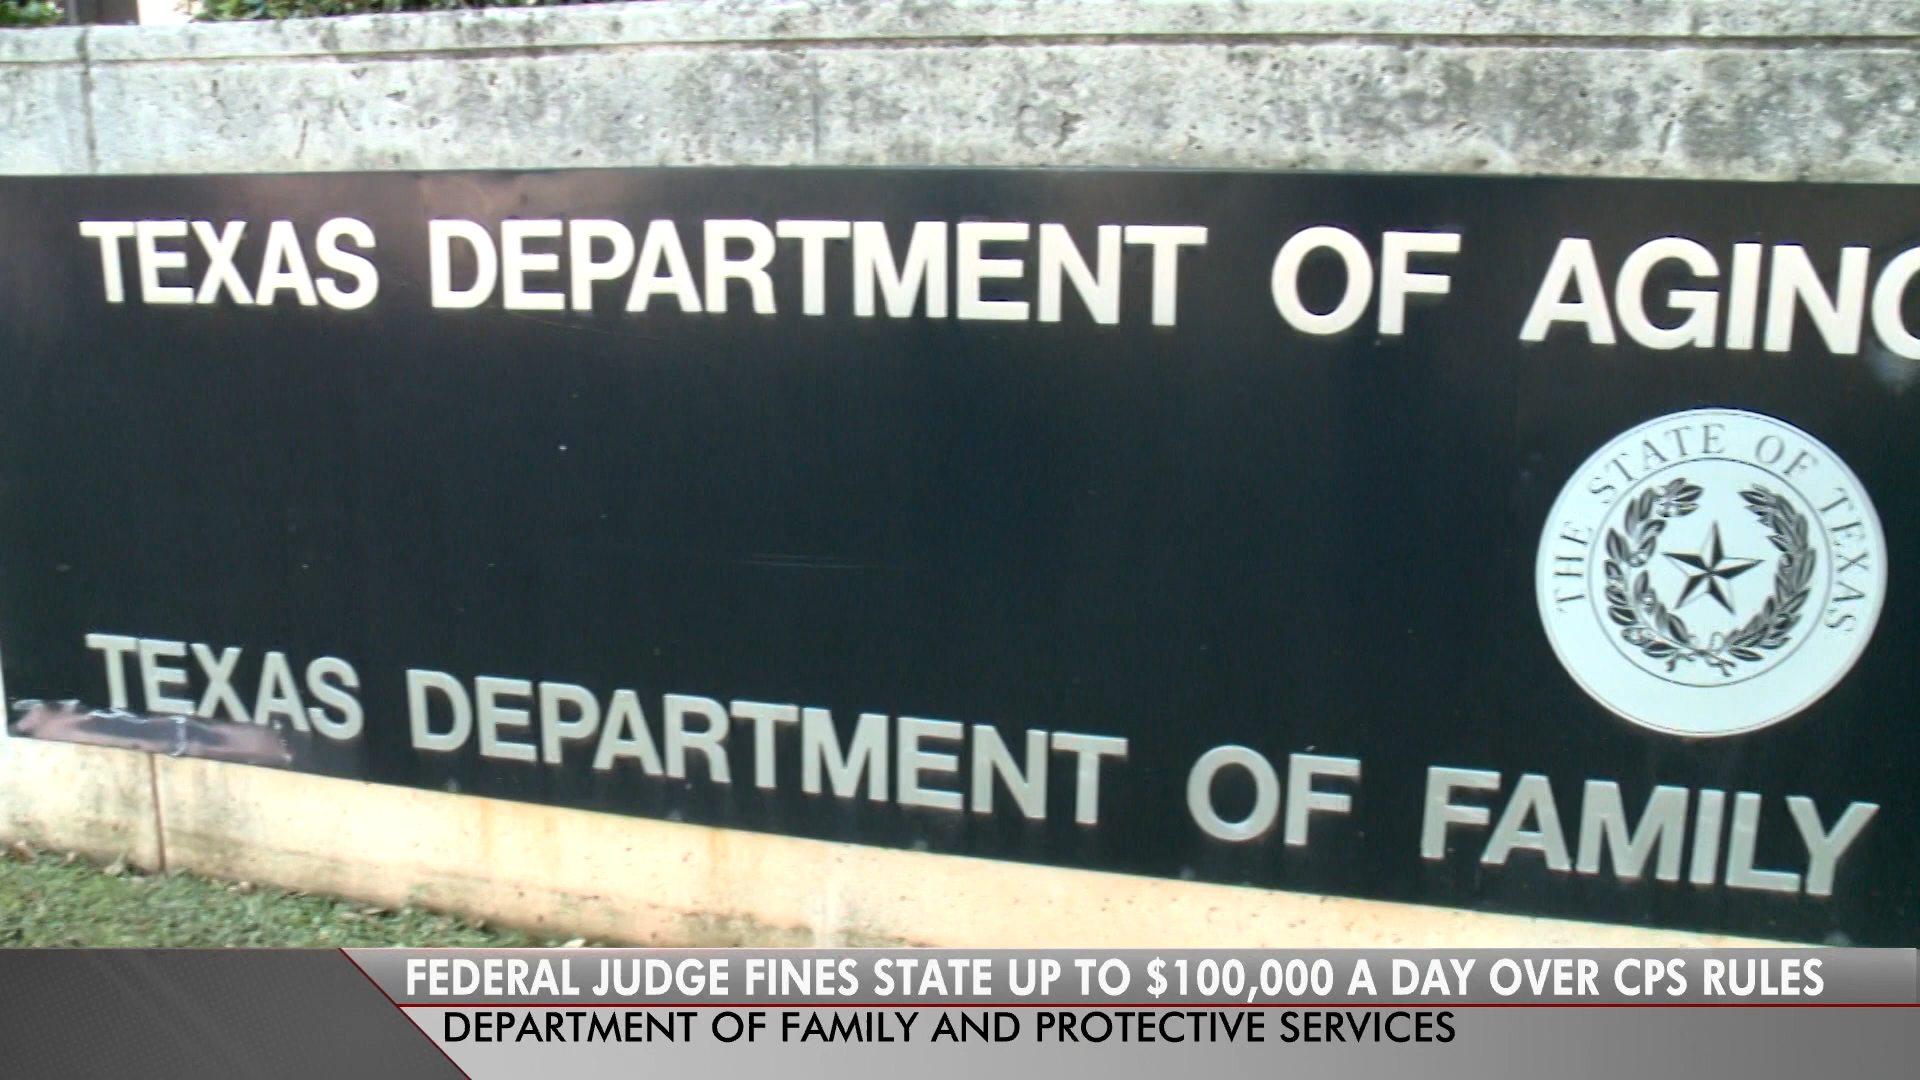 TEXAS DEPARTMENT OF AGING
THE STATE OF TEXAS
TEXAS DEPARTMENT OF FAMILY
FEDERAL JUDGE FINES STATE UP TO $100,000 A DAY OVER CPS RULES
DEPARTMENT OF FAMILY AND PROTECTIVE SERVICES